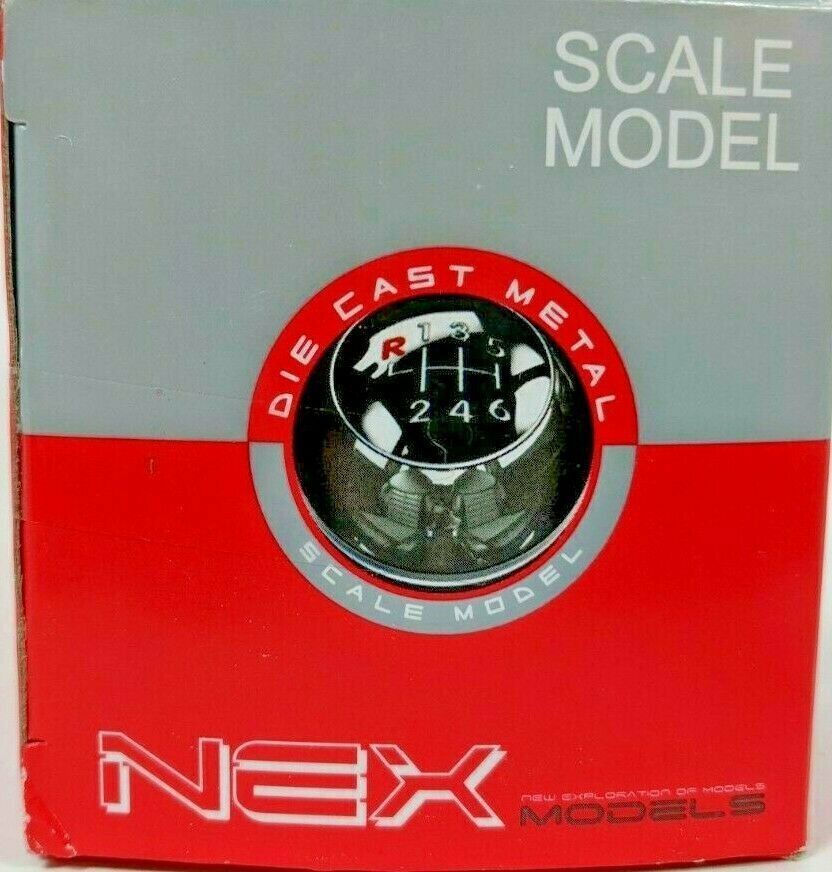 SCALE
MODEL
DIE CAST METAL
R 1 3 5
2 4 6
SCALE MODEL
NEX
NEW EXPLORATION OF MODELS
MODELS